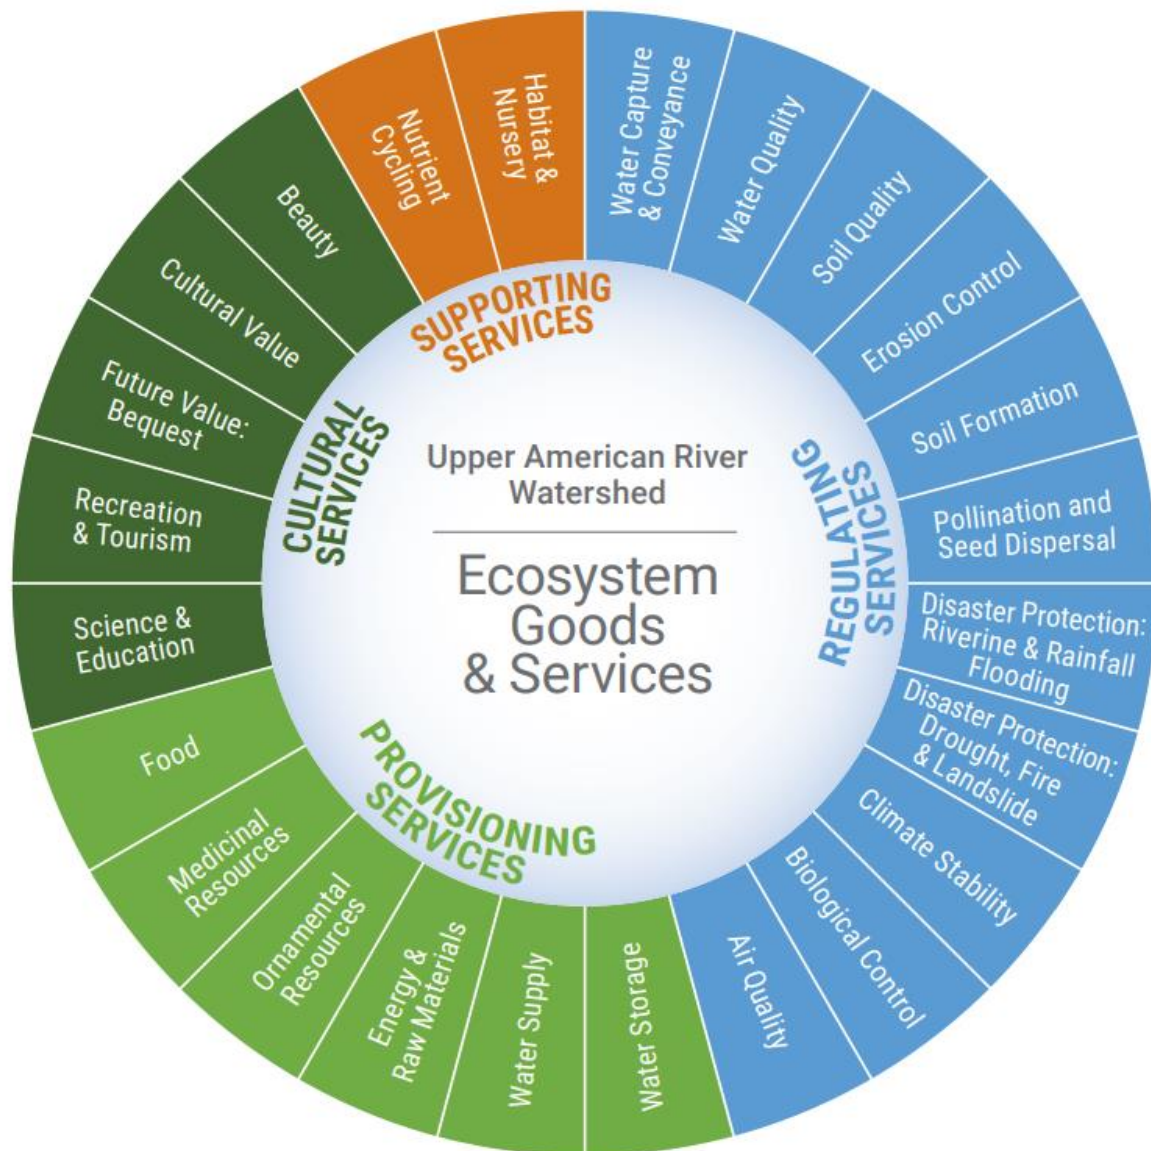 Upper American River
Watershed
Ecosystem
Goods
& Services
SUPPORTING
SERVICES
Nutrient
Cycling
Habitat &
Nursery
REGULATING
SERVICES
Water Capture
& Conveyance
Water Quality
Soil Quality
Erosion Control
Soil Formation
Pollination and
Seed Dispersal
Disaster Protection:
Riverine & Rainfall
Flooding
Disaster Protection:
Drought, Fire
& Landslide
Climate Stability
Biological Control
Air Quality
PROVISIONING
SERVICES
Water Storage
Water Supply
Energy &
Raw Materials
Ornamental
Resources
Medicinal
Resources
Food
CULTURAL
SERVICES
Science &
Education
Recreation
& Tourism
Future Value:
Bequest
Cultural Value
Beauty